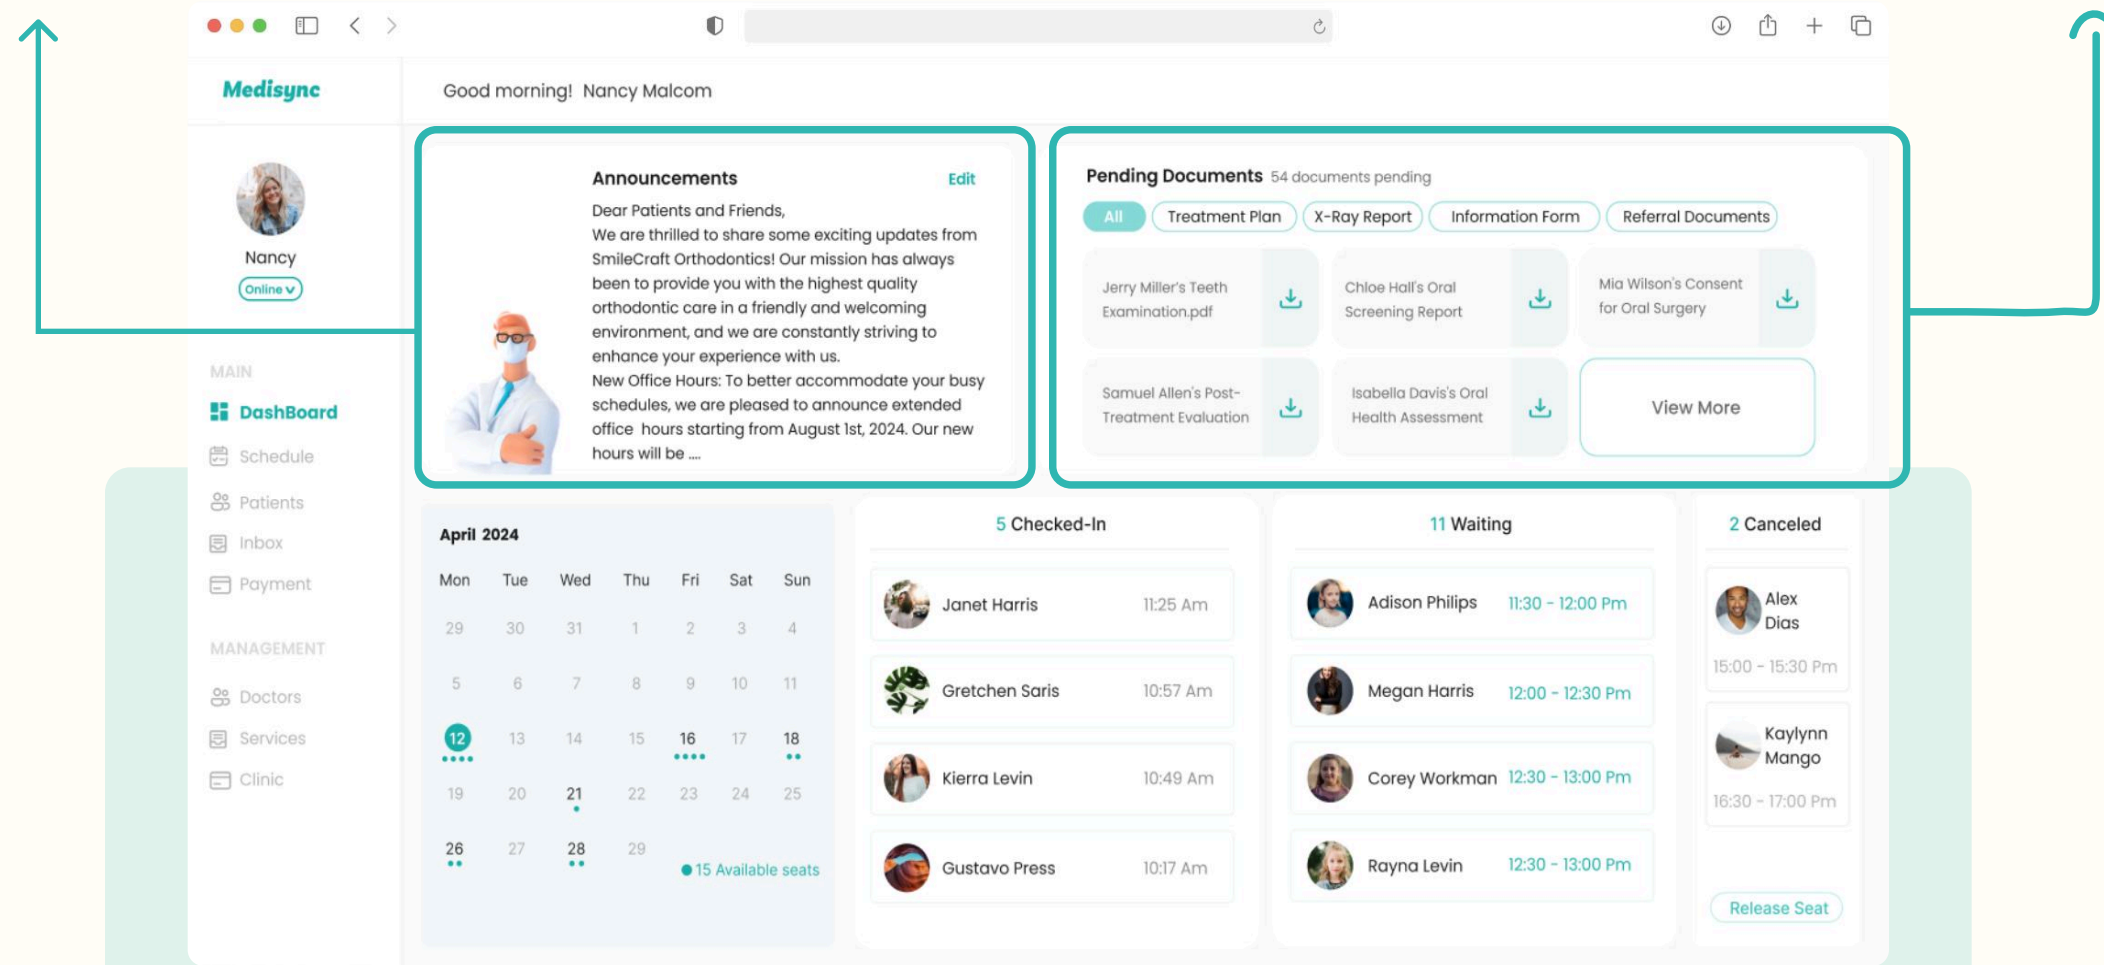 Medisync
Good morning! Nancy Malcom
Nancy
Online
MAIN
DashBoard
Schedule
Patients
Inbox
Payment
MANAGEMENT
Doctors
Services
Clinic
Announcements
Edit
Dear Patients and Friends,
We are thrilled to share some exciting updates from
SmileCraft Orthodontics! Our mission has always
been to provide you with the highest quality
orthodontic care in a friendly and welcoming
environment, and we are constantly striving to
enhance your experience with us.
New Office Hours: To better accommodate your busy
schedules, we are pleased to announce extended
office hours starting from August 1st, 2024. Our new
hours will be ....
Pending Documents 54 documents pending
All Treatment Plan X-Ray Report Information Form Referral Documents
Jerry Miller's Teeth
Examination.pdf
Chloe Hall's Oral
Screening Report
Mia Wilson's Consent
for Oral Surgery
Samuel Allen's Post-
Treatment Evaluation
Isabella Davis's Oral
Health Assessment
View More
April 2024
Mon Tue Wed Thu Fri Sat Sun
29 30 31 1 2 3 4
5 6 7 8 9 10 11
12 13 14 15 16 17 18
19 20 21 22 23 24 25
26 27 28 29
15 Available seats
5 Checked-In
Janet Harris 11:25 Am
Gretchen Saris 10:57 Am
Kierra Levin 10:49 Am
Gustavo Press 10:17 Am
11 Waiting
Adison Philips 11:30 - 12:00 Pm
Megan Harris 12:00 - 12:30 Pm
Corey Workman 12:30 - 13:00 Pm
Rayna Levin 12:30 - 13:00 Pm
2 Canceled
Alex
Dias
15:00 - 15:30 Pm
Kaylynn
Mango
16:30 - 17:00 Pm
Release Seat